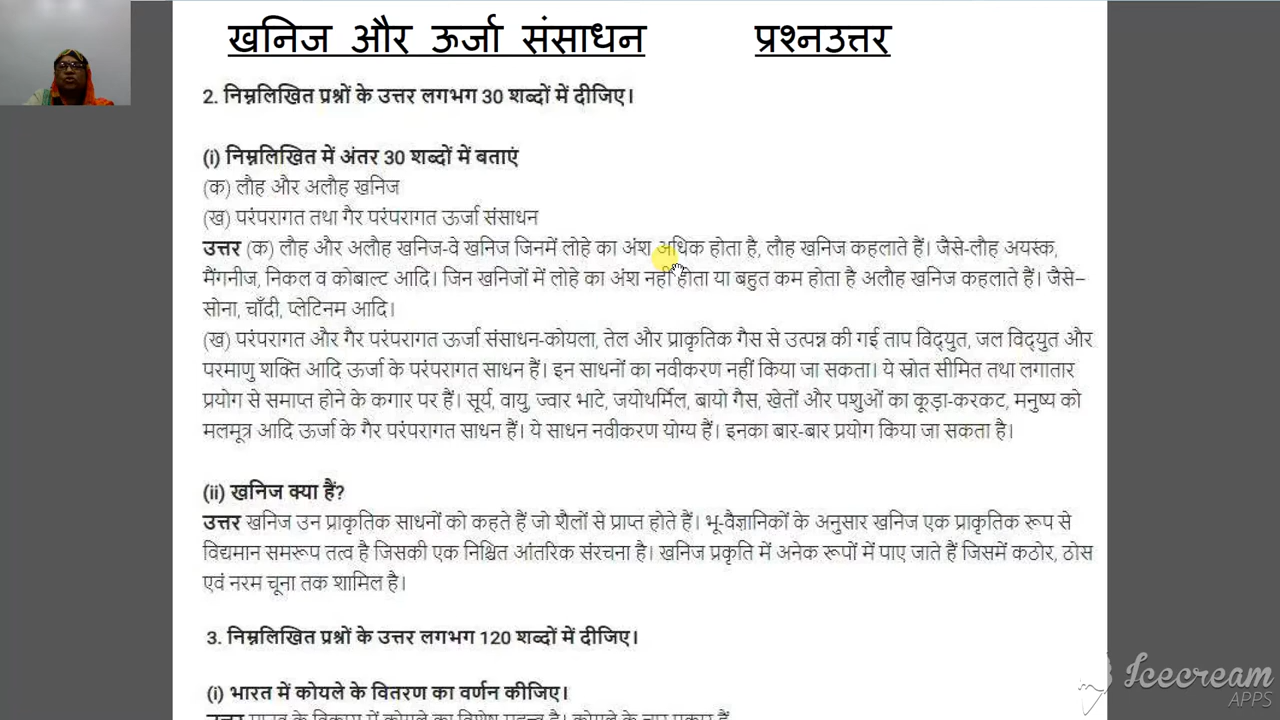 खनिज और ऊर्जा संसाधन प्रश्नउत्तर
2. निम्नलिखित प्रश्नों के उत्तर लगभग 30 शब्दों में दीजिए।
(i) निम्नलिखित में अंतर 30 शब्दों में बताएं
(क) लौह और अलौह खनिज
(ख) परंपरागत तथा गैर परंपरागत ऊर्जा संसाधन
उत्तर (क) लौह और अलौह खनिज-वे खनिज जिनमें लोहे का अंश अधिक होता है, लौह खनिज कहलाते हैं। जैसे-लौह अयस्क,
मैंगनीज, निकल व कोबाल्ट आदि। जिन खनिजों में लोहे का अंश नहीं होता या बहुत कम होता है अलौह खनिज कहलाते हैं। जैसे–
सोना, चाँदी, प्लेटिनम आदि।
(ख) परंपरागत और गैर परंपरागत ऊर्जा संसाधन-कोयला, तेल और प्राकृतिक गैस से उत्पन्न की गई ताप विद्युत, जल विद्युत और
परमाणु शक्ति आदि ऊर्जा के परंपरागत साधन हैं। इन साधनों का नवीकरण नहीं किया जा सकता। ये स्रोत सीमित तथा लगातार
प्रयोग से समाप्त होने के कगार पर हैं। सूर्य, वायु, ज्वार भाटे, जयोथर्मिल, बायो गैस, खेतों और पशुओं का कूड़ा-करकट, मनुष्य को
मलमूत्र आदि ऊर्जा के गैर परंपरागत साधन हैं। ये साधन नवीकरण योग्य हैं। इनका बार-बार प्रयोग किया जा सकता है।
(ii) खनिज क्या हैं?
उत्तर खनिज उन प्राकृतिक साधनों को कहते हैं जो शैलों से प्राप्त होते हैं। भू-वैज्ञानिकों के अनुसार खनिज एक प्राकृतिक रूप से
विद्यमान समरूप तत्व है जिसकी एक निश्चित आंतरिक संरचना है। खनिज प्रकृति में अनेक रूपों में पाए जाते हैं जिसमें कठोर, ठोस
एवं नरम चूना तक शामिल है।
3. निम्नलिखित प्रश्नों के उत्तर लगभग 120 शब्दों में दीजिए।
(i) भारत में कोयले के वितरण का वर्णन कीजिए।
Icecream
APPS